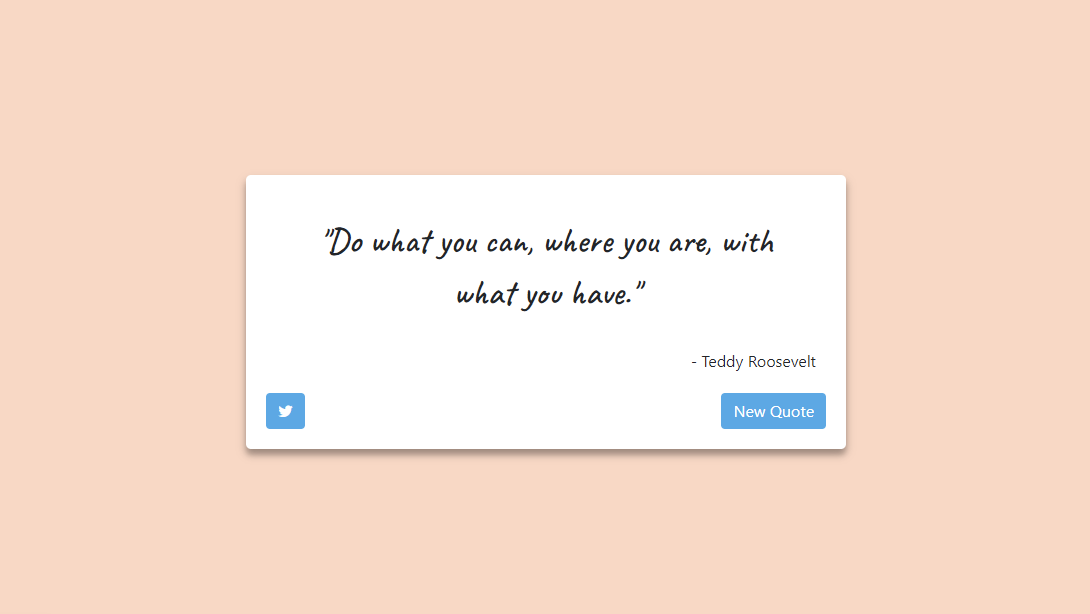 "Do what you can, where you are, with
what you have."
- Teddy Roosevelt
New Quote